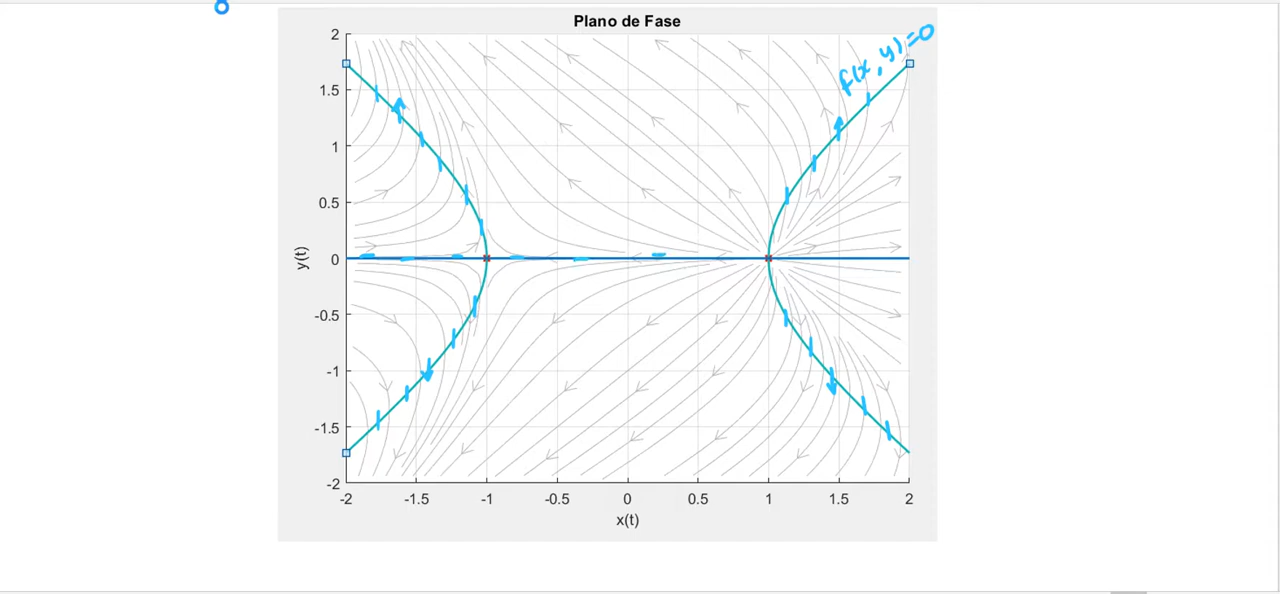 8
Plano de Fase
f(x,y)=0
2
1.5
1
0.5
0
-0.5
-1
-1.5
-2
y(t)
-2 -1.5 -1 -0.5 0 0.5 1 1.5 2
x(t)